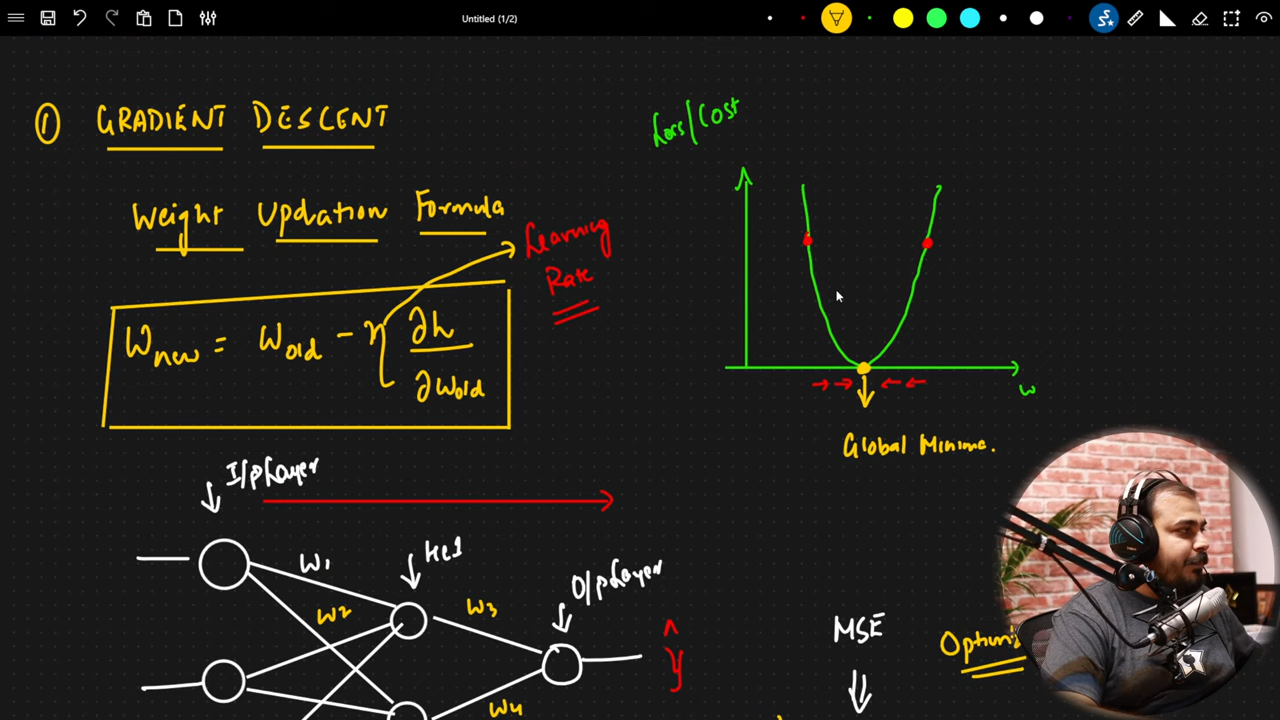 Untitled (1/2)
① GRADIENT DESCENT
Weight Updation Formula
Learning
Rate
Wnew = Wold - η ∂L
∂Wold
Loss/Cost
w
Global Minima.
I/p Layer
W1
HL1
W2
W3
O/p Layer
ŷ
W4
MSE